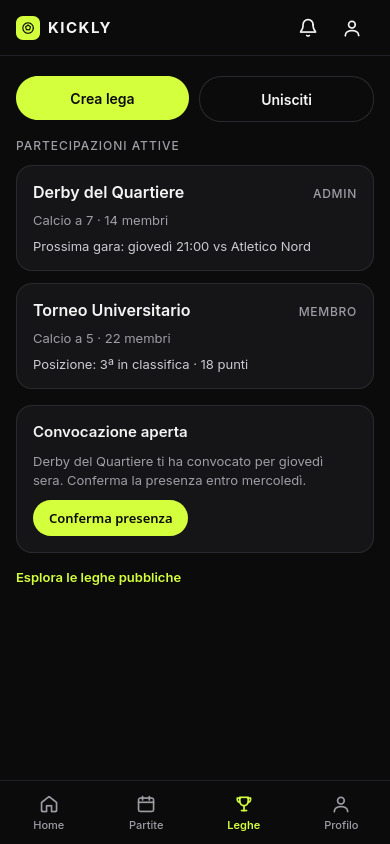 KICKLY
Crea lega
Unisciti
PARTECIPAZIONI ATTIVE
Derby del Quartiere
ADMIN
Calcio a 7 · 14 membri
Prossima gara: giovedì 21:00 vs Atletico Nord
Torneo Universitario
MEMBRO
Calcio a 5 · 22 membri
Posizione: 3ª in classifica · 18 punti
Convocazione aperta
Derby del Quartiere ti ha convocato per giovedì
sera. Conferma la presenza entro mercoledì.
Conferma presenza
Esplora le leghe pubbliche
Home
Partite
Leghe
Profilo